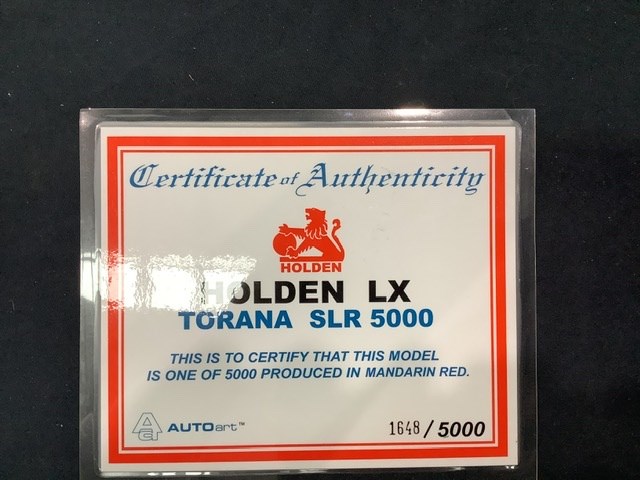 Certificate of Authenticity
HOLDEN
HOLDEN LX
TORANA SLR 5000
THIS IS TO CERTIFY THAT THIS MODEL
IS ONE OF 5000 PRODUCED IN MANDARIN RED.
AUTOart™
1648 / 5000